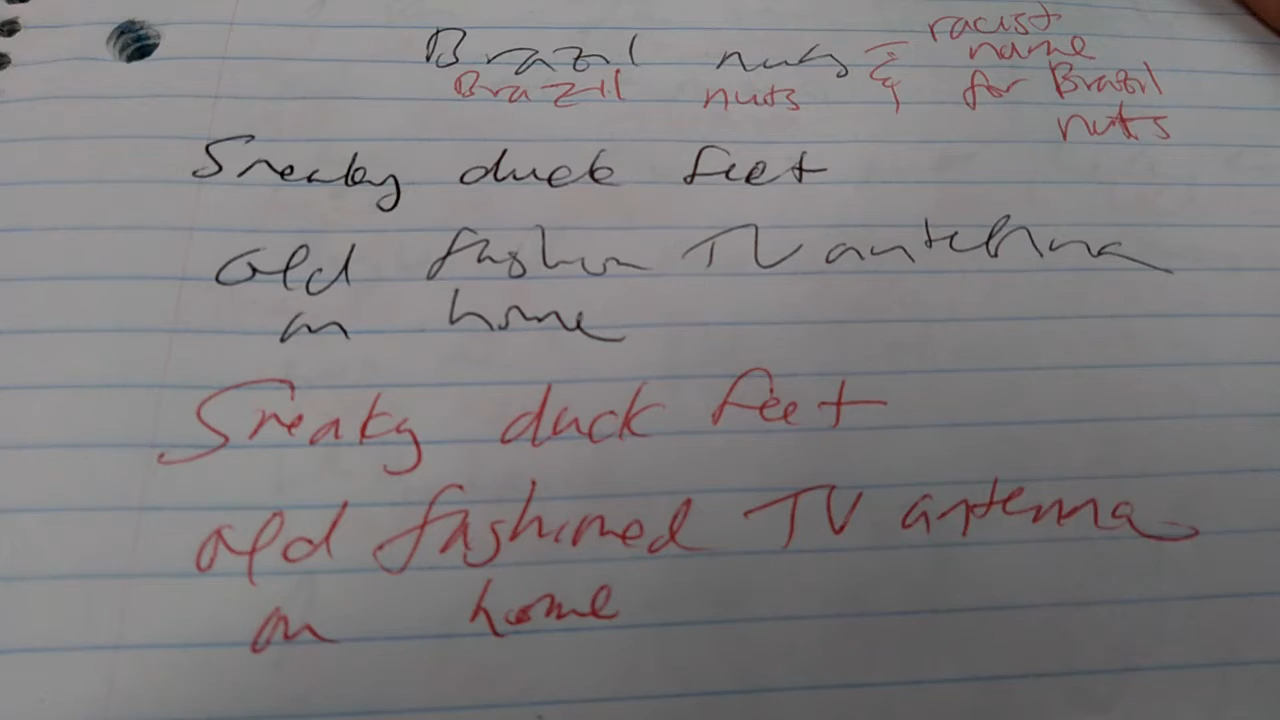 Brazil nuts
Brazil nuts & racist name for Brazil nuts
Sneaky duck feet
old fashion TV antenna
on home
Sneaky duck feet
old fashioned TV antenna
on home